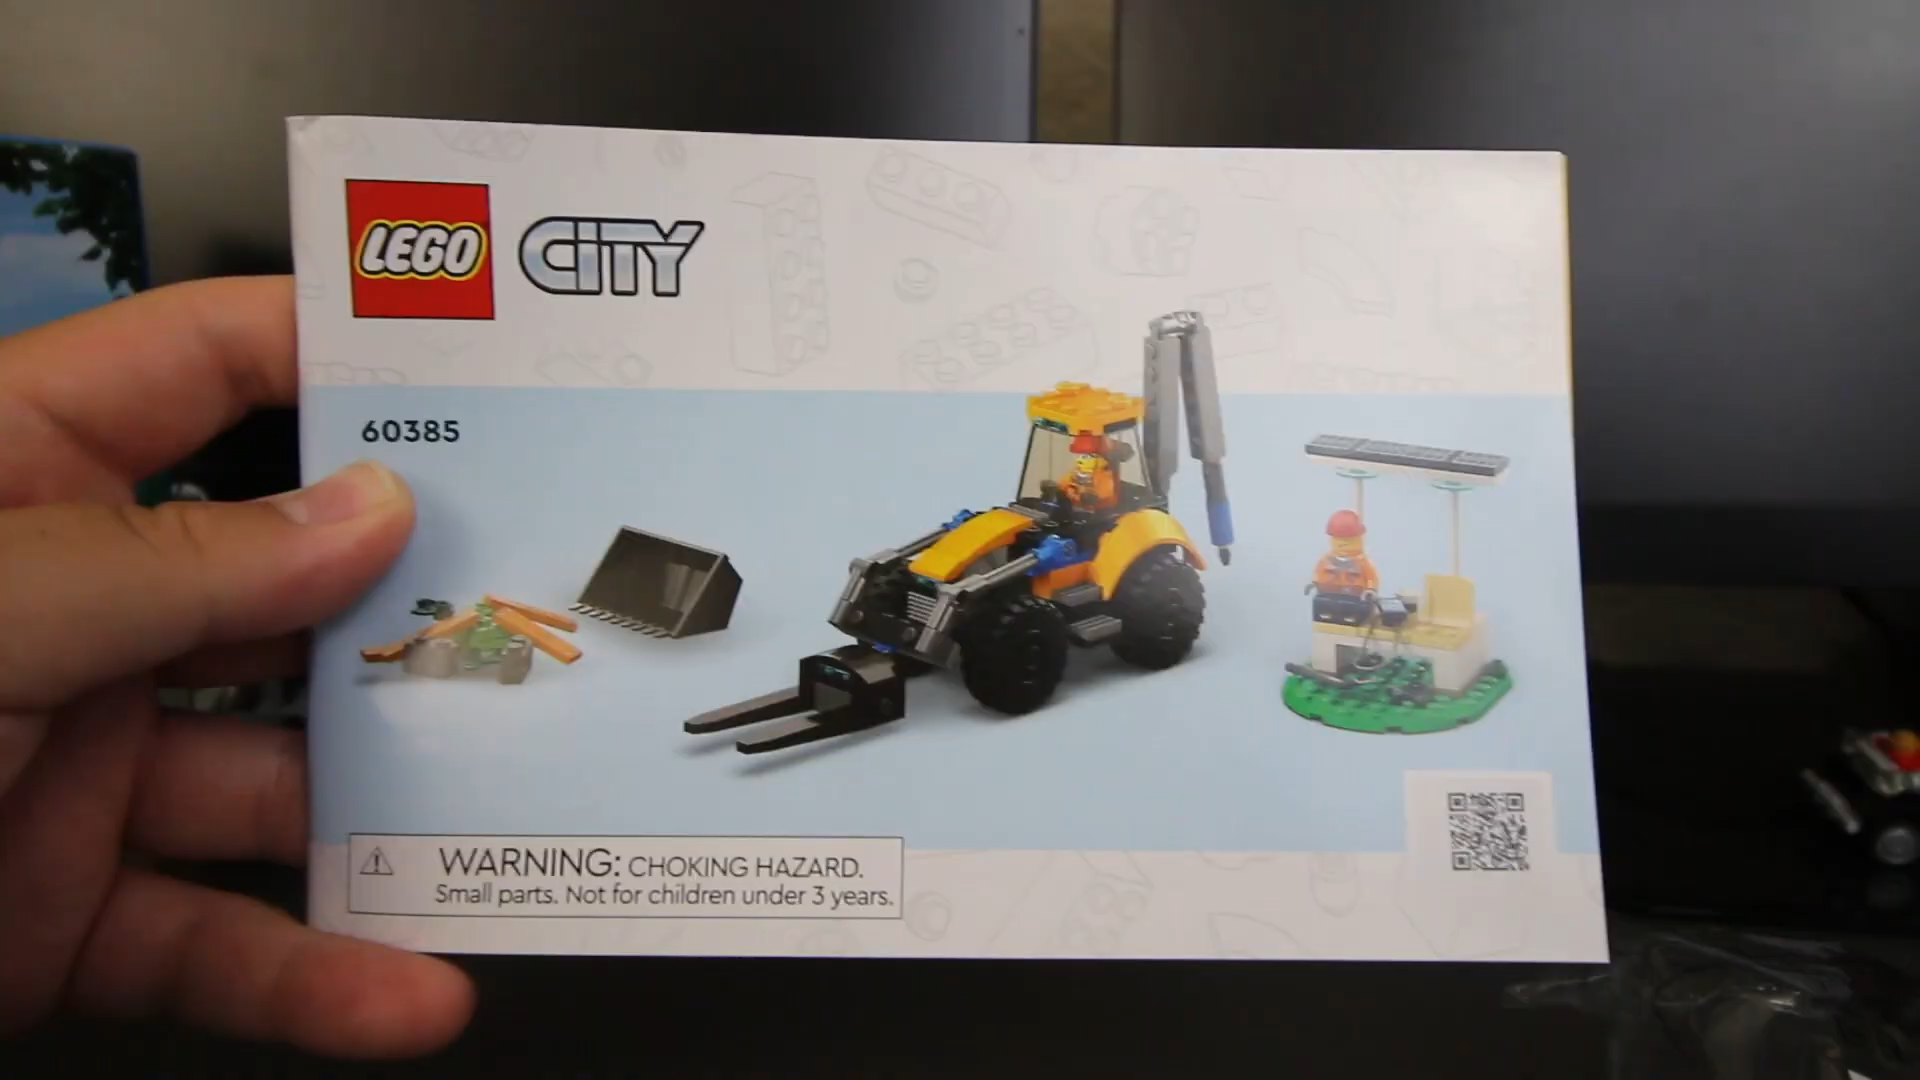 LEGO CITY
60385
WARNING: CHOKING HAZARD.
Small parts. Not for children under 3 years.